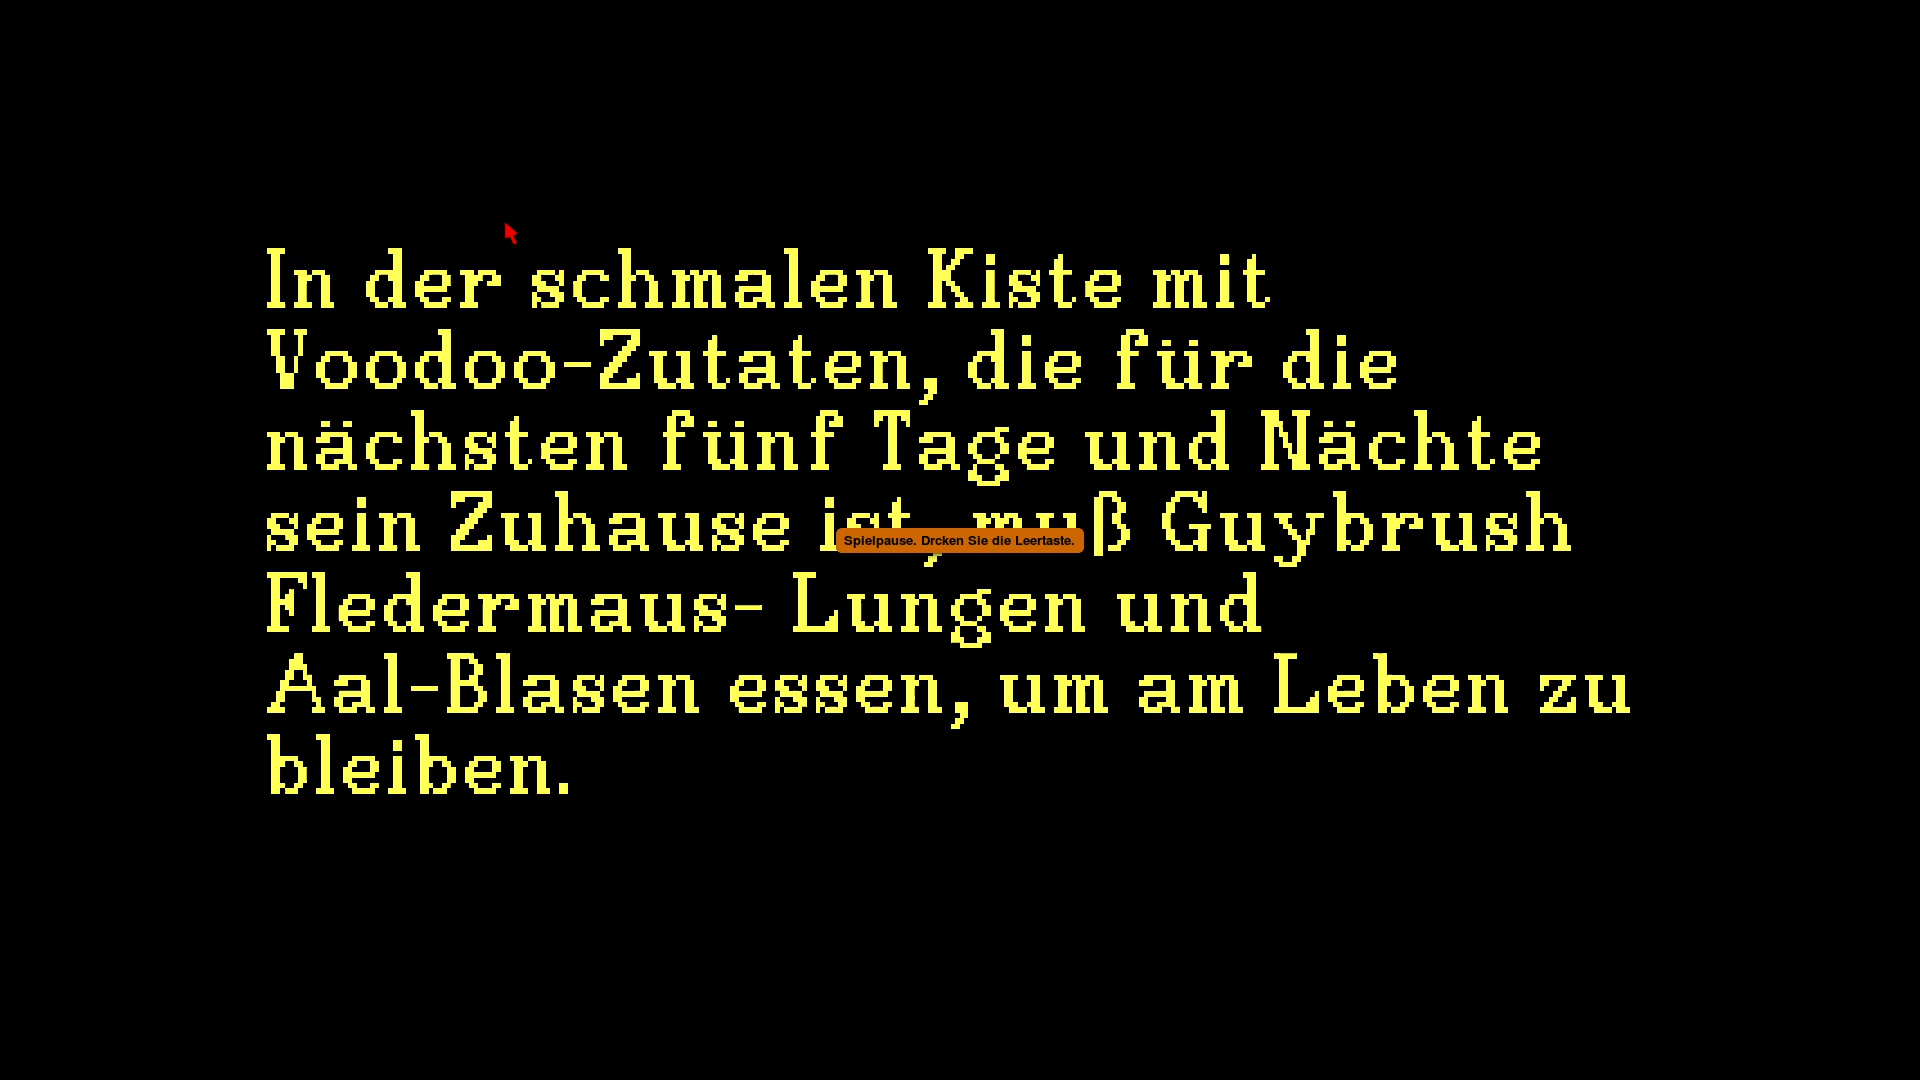 In der schmalen Kiste mit
Voodoo-Zutaten, die für die
nächsten fünf Tage und Nächte
sein Zuhause ist, muß Guybrush
Spielpause. Drcken Sie die Leertaste.
Fledermaus- Lungen und
Aal-Blasen essen, um am Leben zu
bleiben.